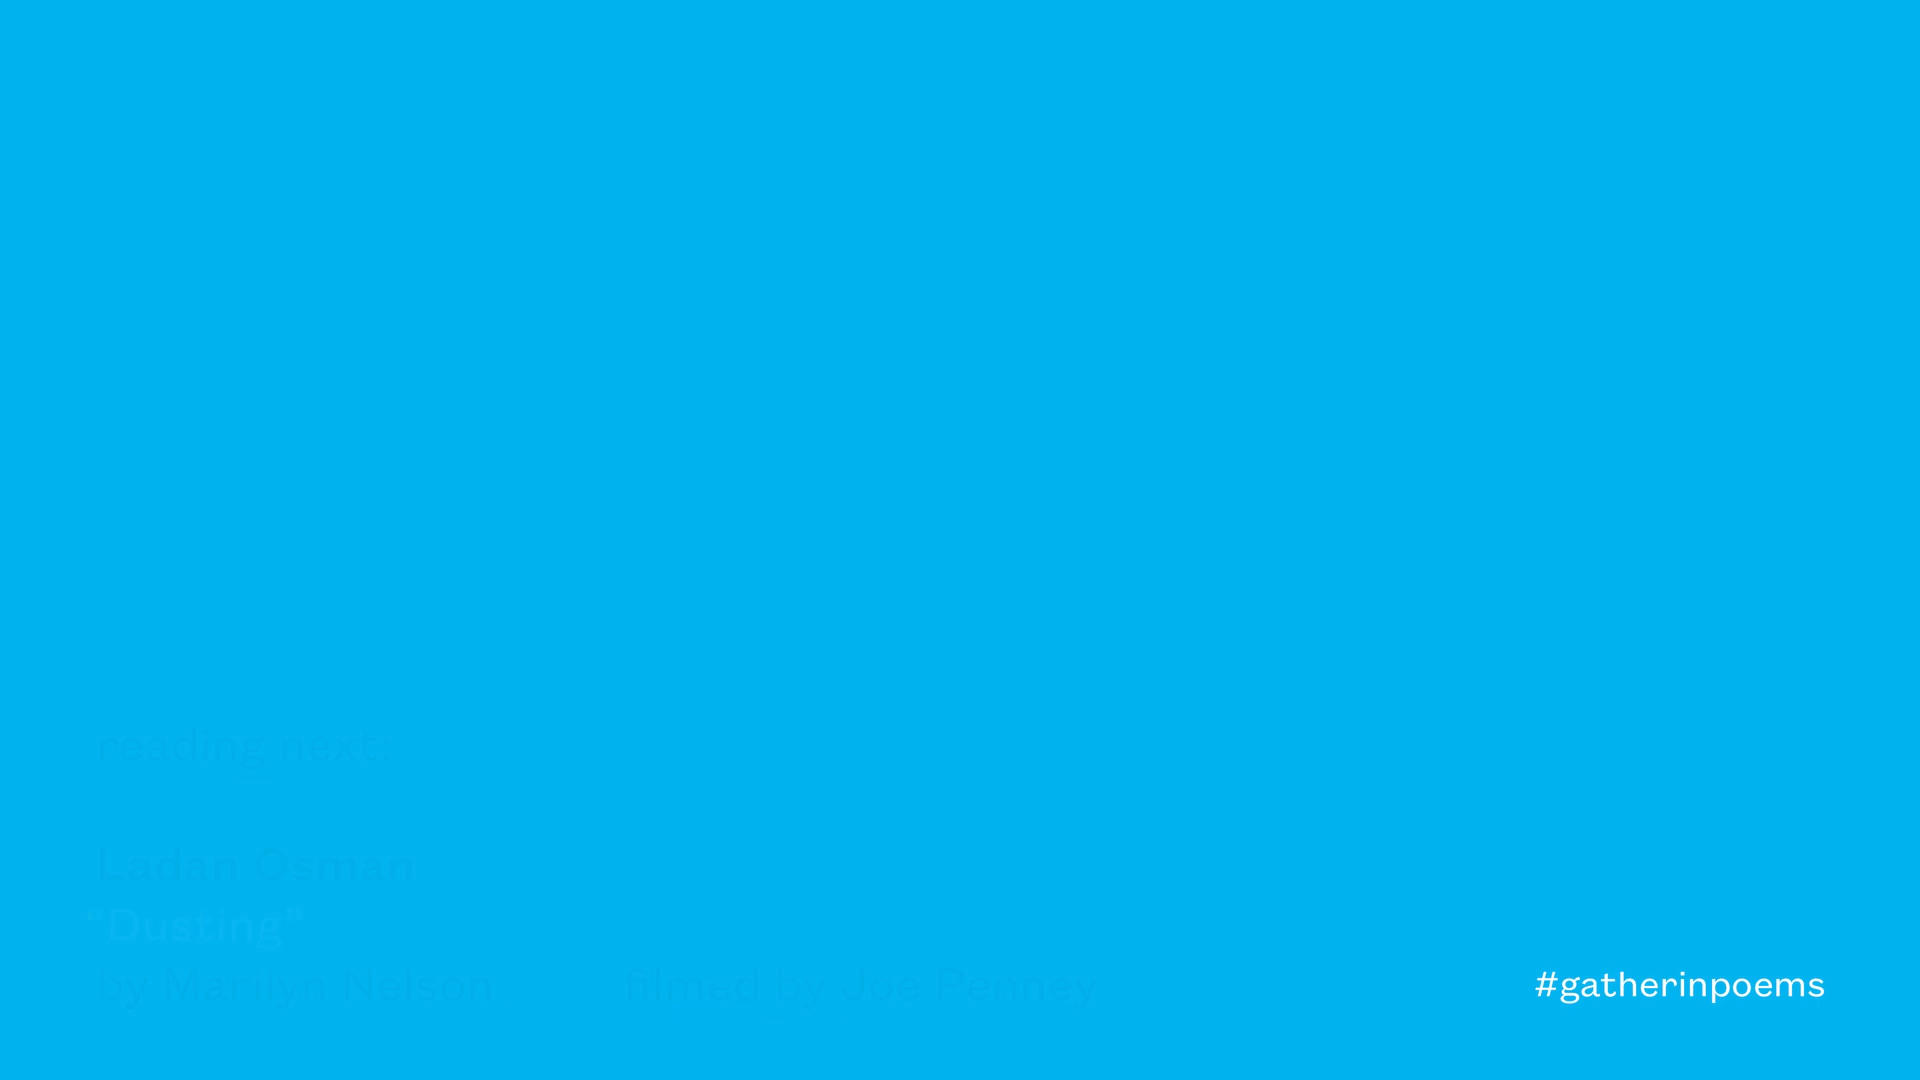 reading next:
Ladan Osman
“Dusting”
by Marilyn Nelson
filmed by Joe Penney
#gatherinpoems